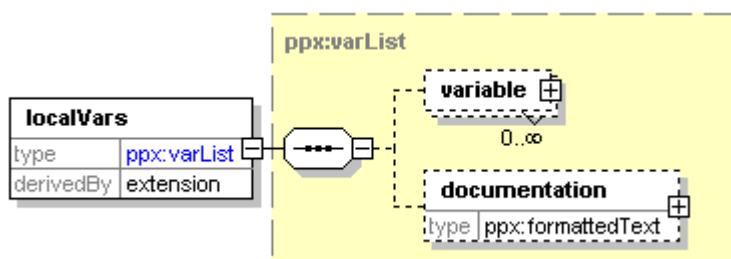 ppx:varList
variable
0..∞
localVars
type ppx:varList
derivedBy extension
documentation
type ppx:formattedText